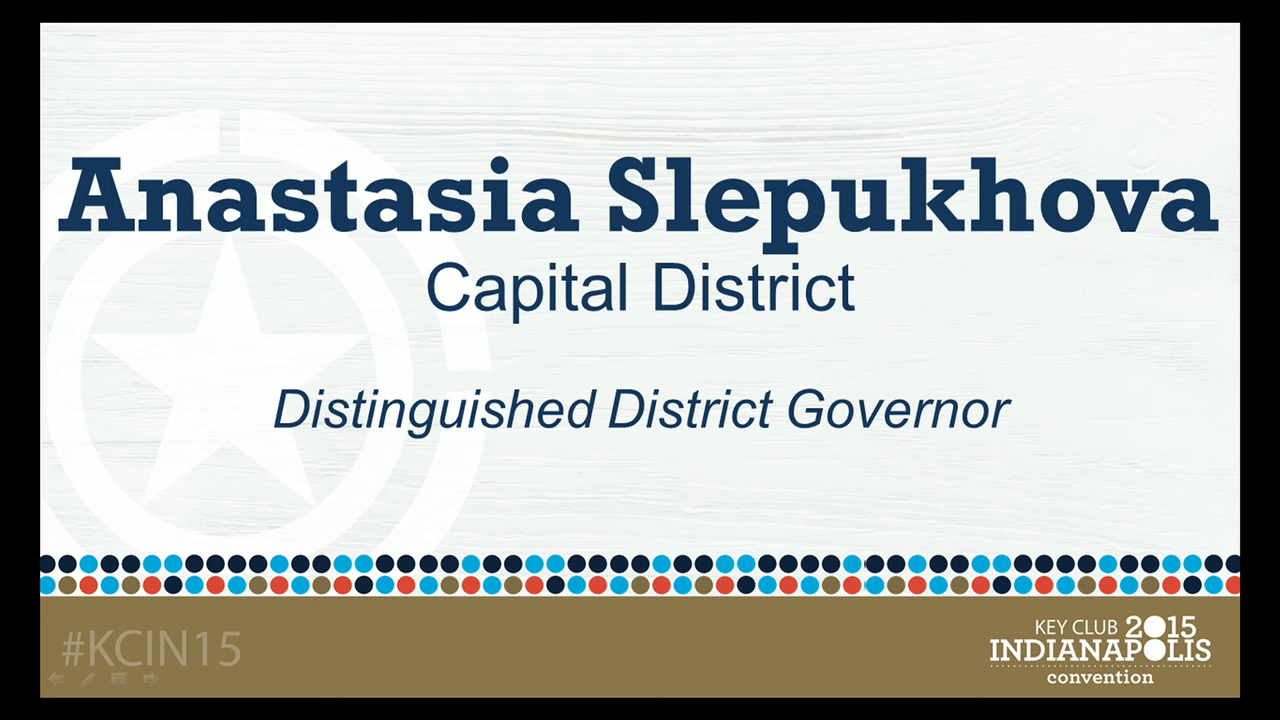 Anastasia Slepukhova
Capital District
Distinguished District Governor
#KCIN15
KEY CLUB 2015
INDIANAPOLIS
convention